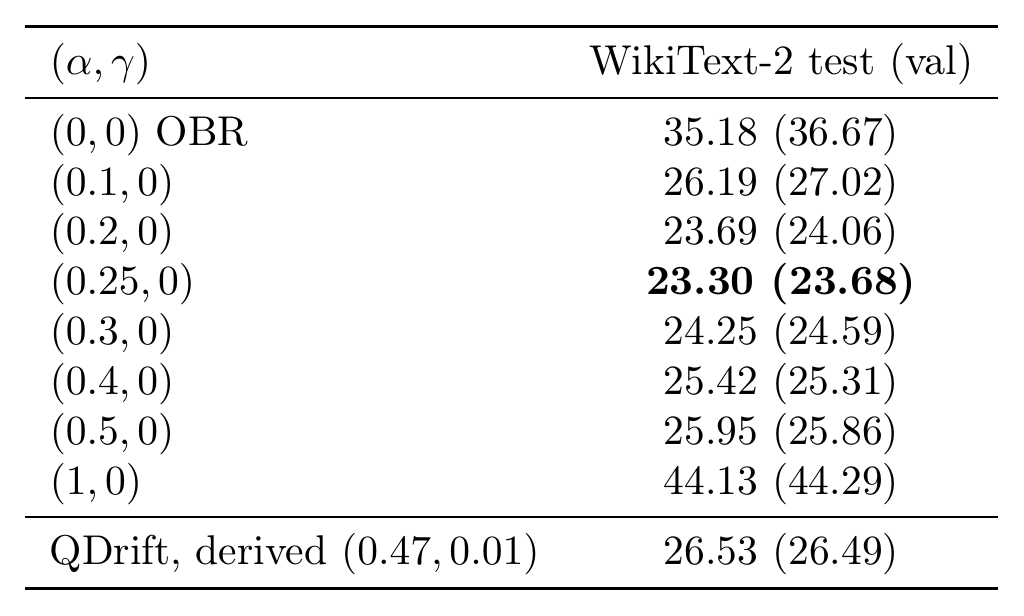 (α, γ) WikiText-2 test (val)
(0, 0) OBR 35.18 (36.67)
(0.1, 0) 26.19 (27.02)
(0.2, 0) 23.69 (24.06)
(0.25, 0) 23.30 (23.68)
(0.3, 0) 24.25 (24.59)
(0.4, 0) 25.42 (25.31)
(0.5, 0) 25.95 (25.86)
(1, 0) 44.13 (44.29)
QDrift, derived (0.47, 0.01) 26.53 (26.49)